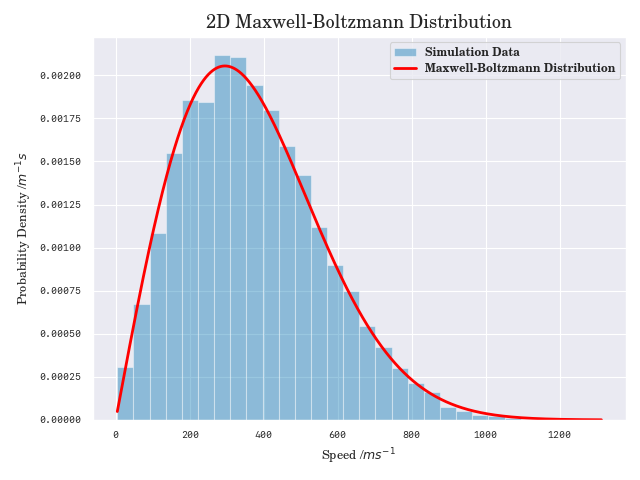 2D Maxwell-Boltzmann Distribution
Simulation Data
Maxwell-Boltzmann Distribution
Probability Density /m⁻¹s
0.00200
0.00175
0.00150
0.00125
0.00100
0.00075
0.00050
0.00025
0.00000
0 200 400 600 800 1000 1200
Speed /ms⁻¹